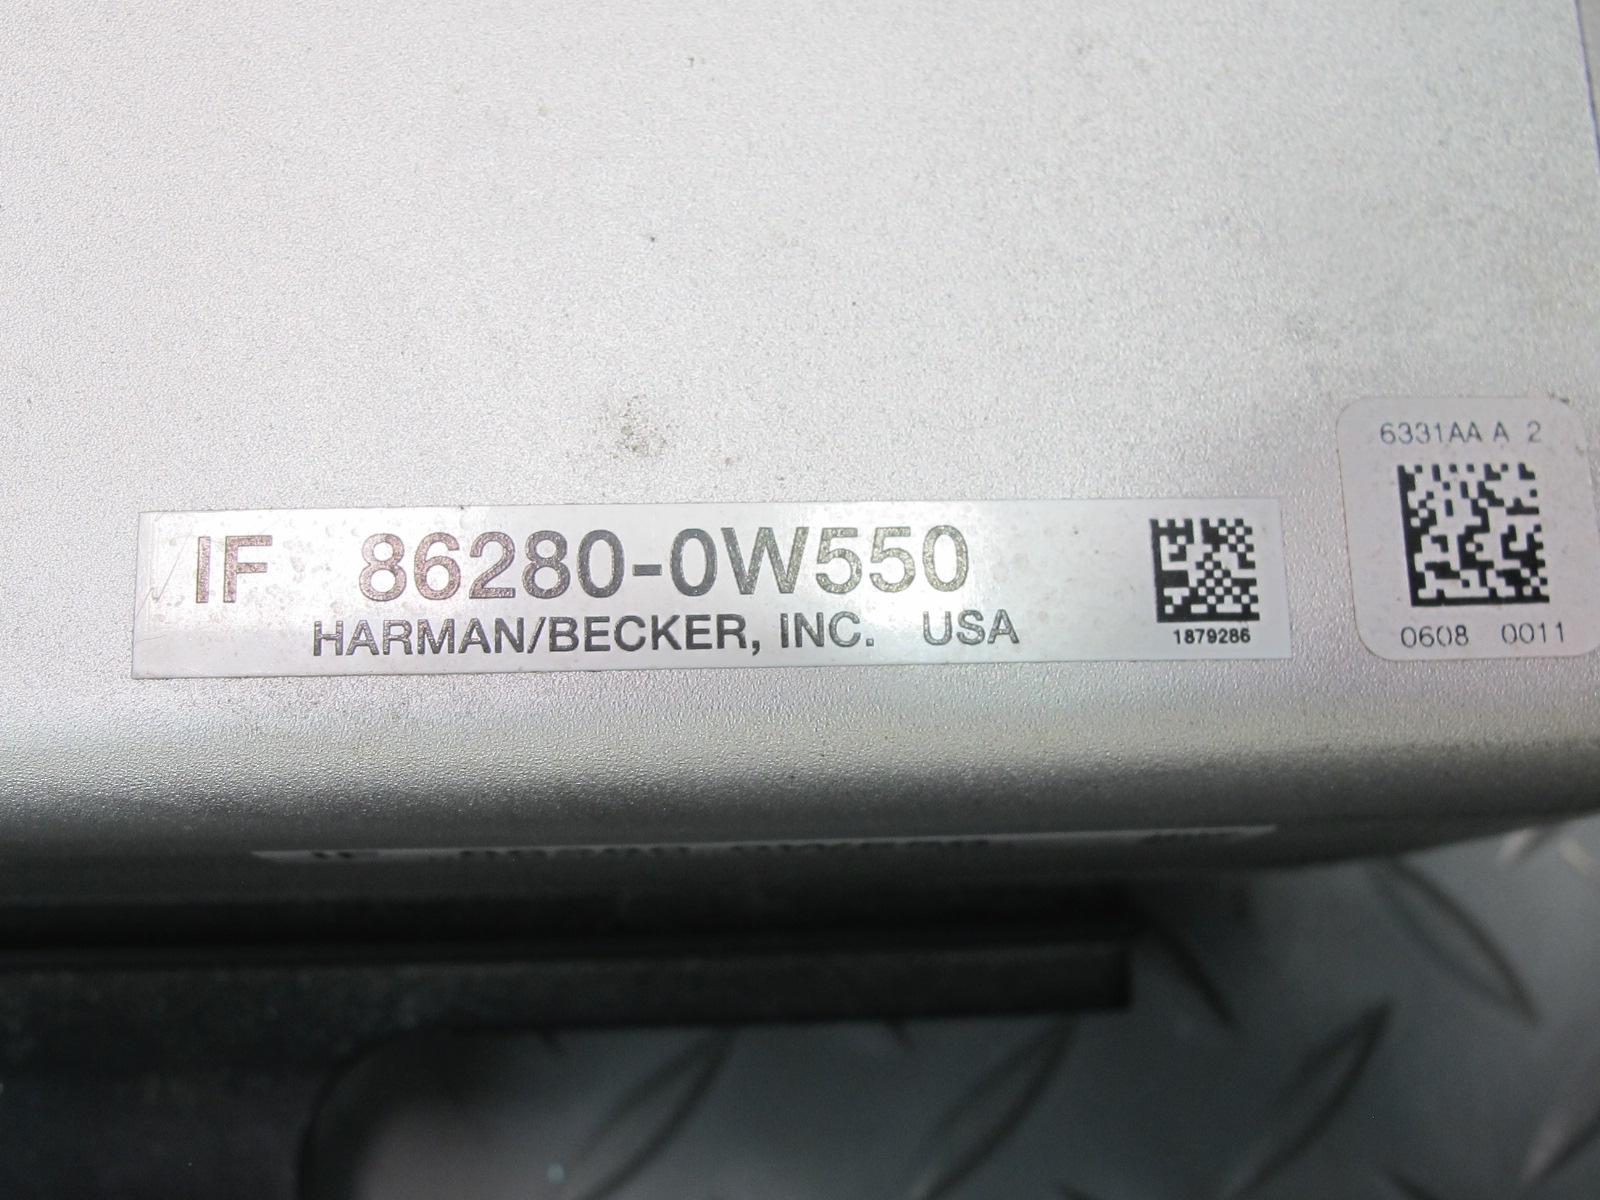 IF 86280-0W550
HARMAN/BECKER, INC. USA
1879286
6331AA A 2
0608 0011